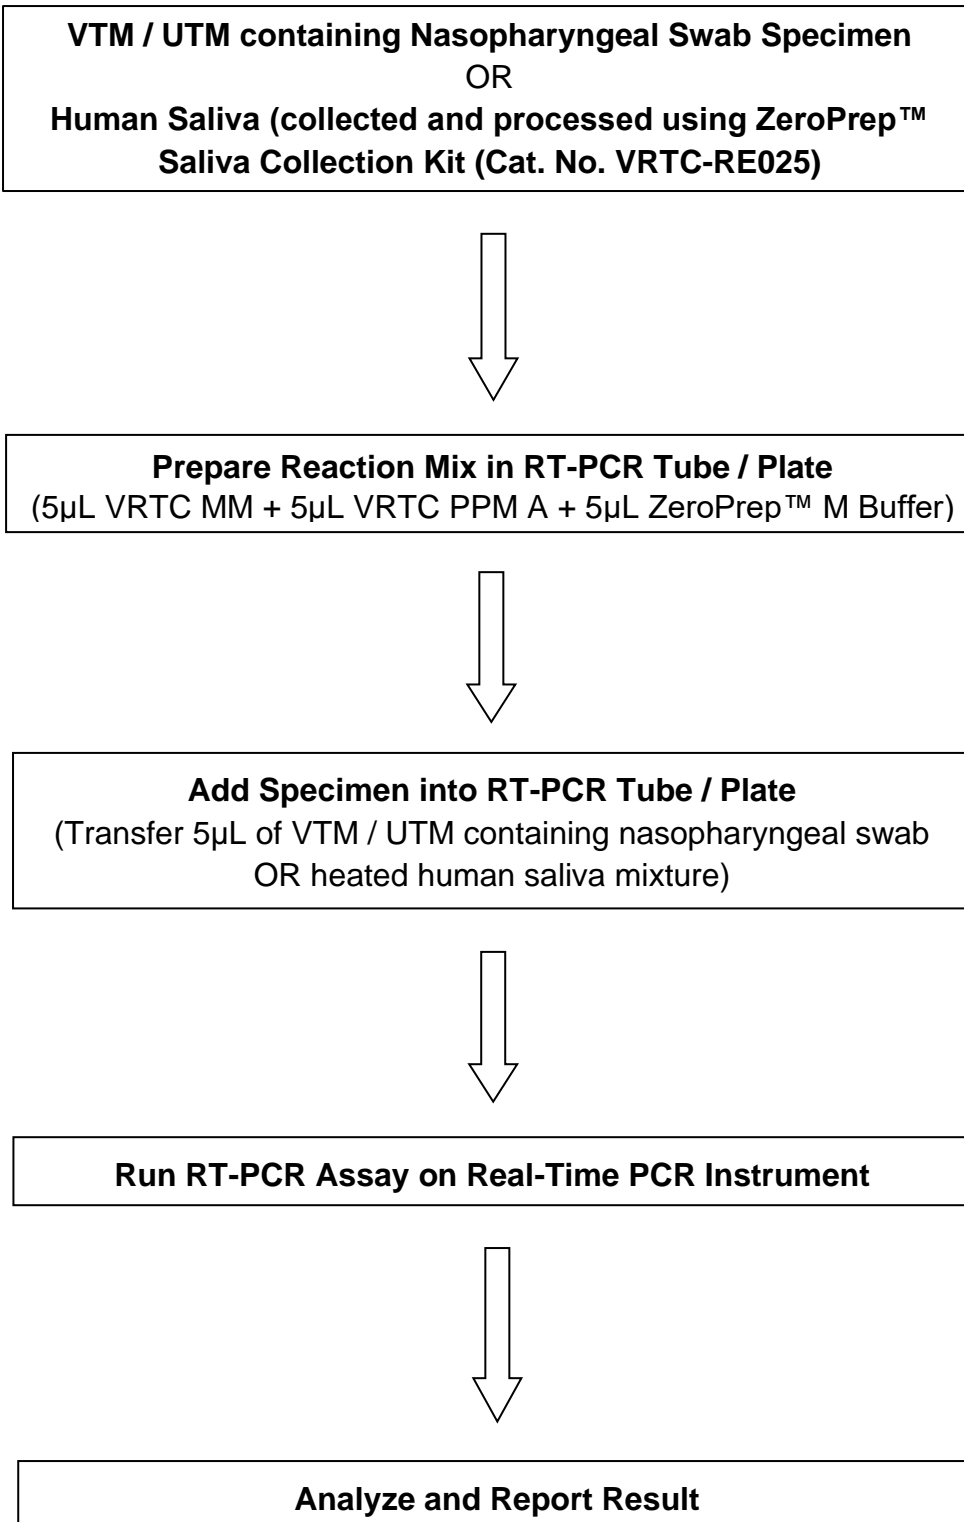 VTM / UTM containing Nasopharyngeal Swab Specimen
OR
Human Saliva (collected and processed using ZeroPrep™
Saliva Collection Kit (Cat. No. VRTC-RE025)
Prepare Reaction Mix in RT-PCR Tube / Plate
(5µL VRTC MM + 5µL VRTC PPM A + 5µL ZeroPrep™ M Buffer)
Add Specimen into RT-PCR Tube / Plate
(Transfer 5µL of VTM / UTM containing nasopharyngeal swab
OR heated human saliva mixture)
Run RT-PCR Assay on Real-Time PCR Instrument
Analyze and Report Result